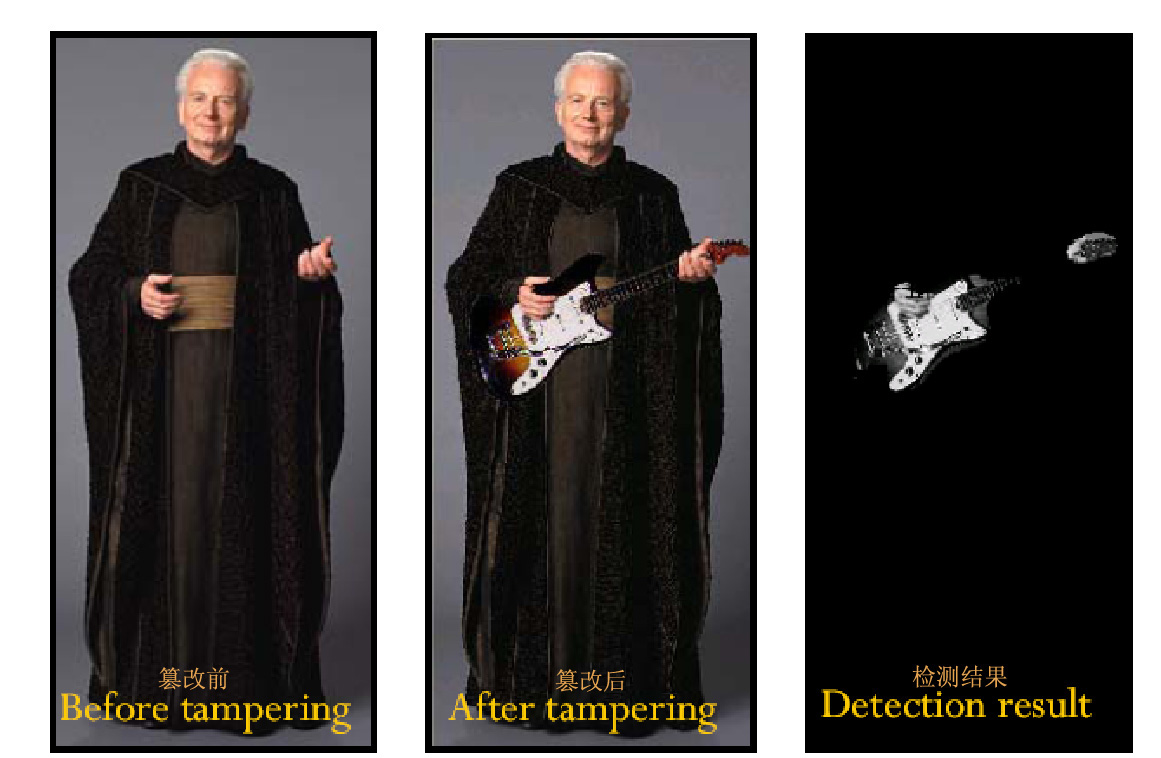 篡改前
Before tampering
篡改后
After tampering
检测结果
Detection result